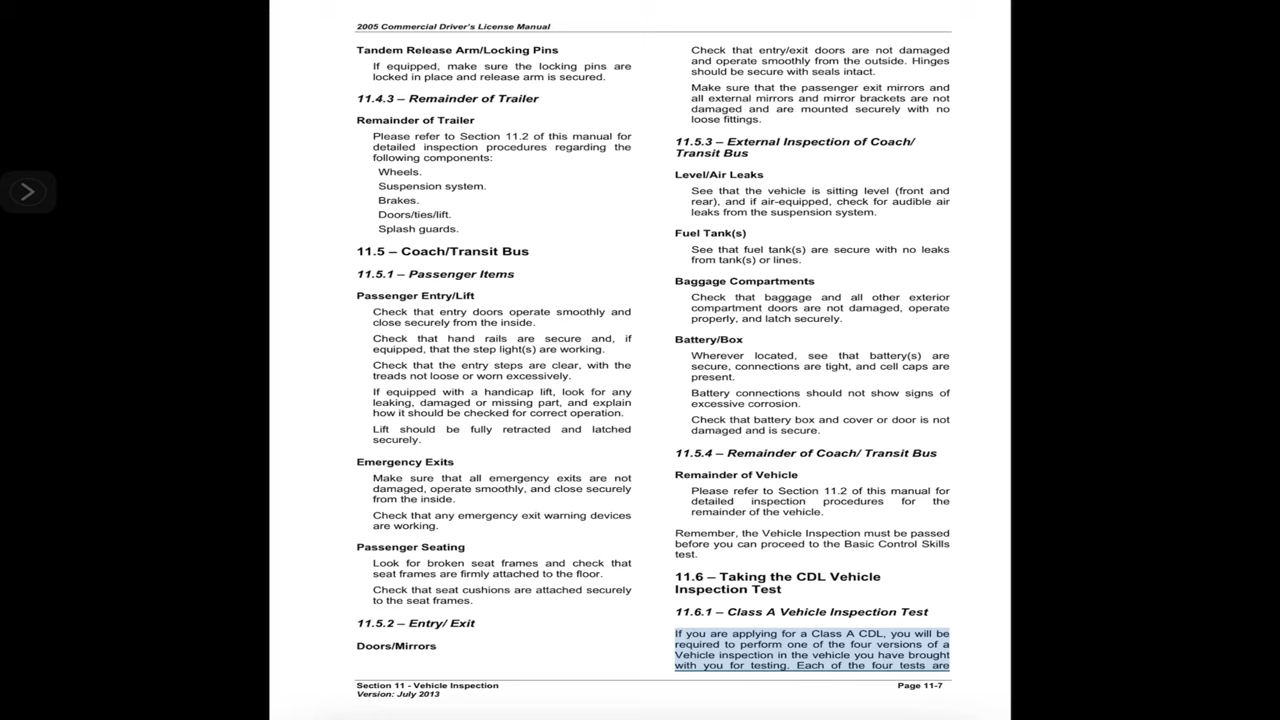 2005 Commercial Driver's License Manual
Tandem Release Arm/Locking Pins
If equipped, make sure the locking pins are
locked in place and release arm is secured.
11.4.3 – Remainder of Trailer
Remainder of Trailer
Please refer to Section 11.2 of this manual for
detailed inspection procedures regarding the
following components:
Wheels.
Suspension system.
Brakes.
Doors/ties/lift.
Splash guards.
11.5 – Coach/Transit Bus
11.5.1 – Passenger Items
Passenger Entry/Lift
Check that entry doors operate smoothly and
close securely from the inside.
Check that hand rails are secure and, if
equipped, that the step light(s) are working.
Check that the entry steps are clear, with the
treads not loose or worn excessively.
If equipped with a handicap lift, look for any
leaking, damaged or missing part, and explain
how it should be checked for correct operation.
Lift should be fully retracted and latched
securely.
Emergency Exits
Make sure that all emergency exits are not
damaged, operate smoothly, and close securely
from the inside.
Check that any emergency exit warning devices
are working.
Passenger Seating
Look for broken seat frames and check that
seat frames are firmly attached to the floor.
Check that seat cushions are attached securely
to the seat frames.
11.5.2 – Entry/ Exit
Doors/Mirrors
Check that entry/exit doors are not damaged
and operate smoothly from the outside. Hinges
should be secure with seals intact.
Make sure that the passenger exit mirrors and
all external mirrors and mirror brackets are not
damaged and are mounted securely with no
loose fittings.
11.5.3 – External Inspection of Coach/
Transit Bus
Level/Air Leaks
See that the vehicle is sitting level (front and
rear), and if air-equipped, check for audible air
leaks from the suspension system.
Fuel Tank(s)
See that fuel tank(s) are secure with no leaks
from tank(s) or lines.
Baggage Compartments
Check that baggage and all other exterior
compartment doors are not damaged, operate
properly, and latch securely.
Battery/Box
Wherever located, see that battery(s) are
secure, connections are tight, and cell caps are
present.
Battery connections should not show signs of
excessive corrosion.
Check that battery box and cover or door is not
damaged and is secure.
11.5.4 – Remainder of Coach/ Transit Bus
Remainder of Vehicle
Please refer to Section 11.2 of this manual for
detailed inspection procedures for the
remainder of the vehicle.
Remember, the Vehicle Inspection must be passed
before you can proceed to the Basic Control Skills
test.
11.6 – Taking the CDL Vehicle
Inspection Test
11.6.1 – Class A Vehicle Inspection Test
If you are applying for a Class A CDL, you will be
required to perform one of the four versions of a
Vehicle inspection in the vehicle you have brought
with you for testing. Each of the four tests are
Section 11 - Vehicle Inspection
Version: July 2013
Page 11-7